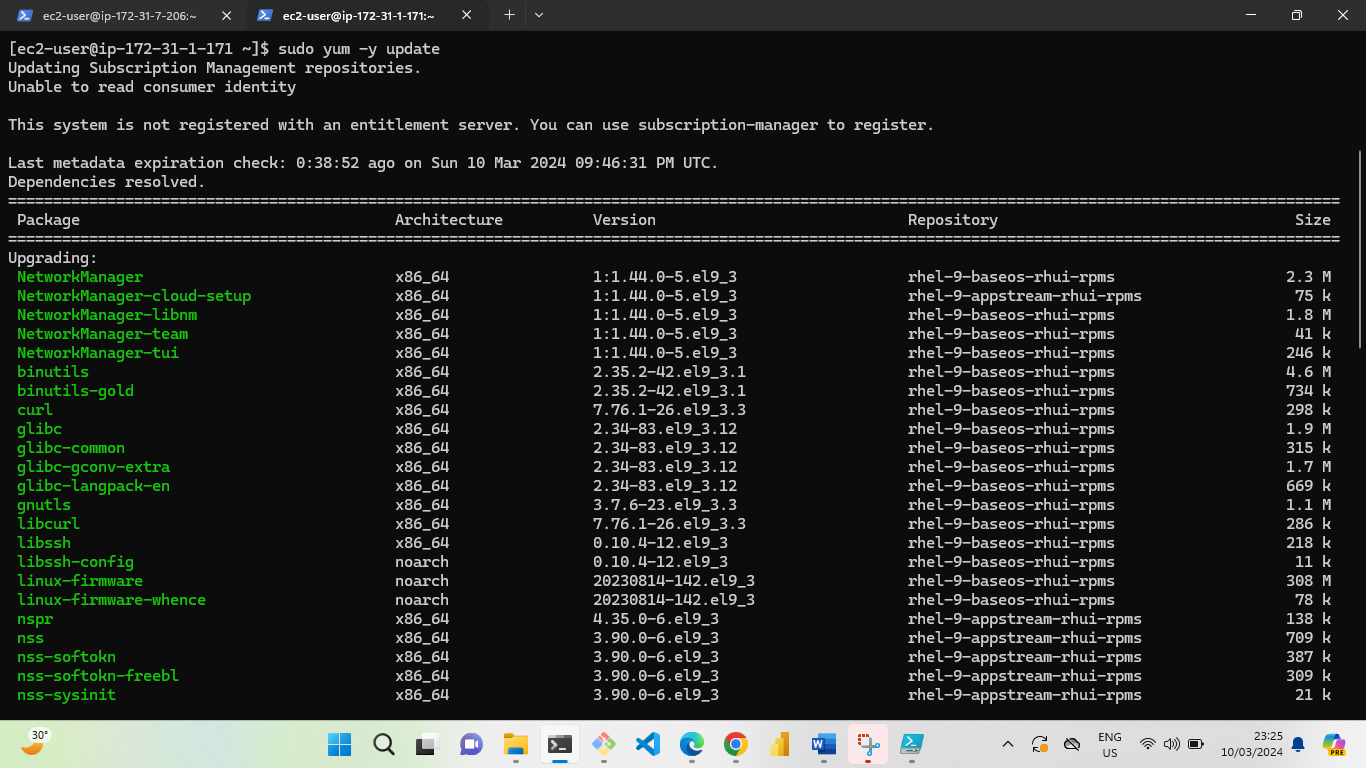 ec2-user@ip-172-31-7-206:~
ec2-user@ip-172-31-1-171:~
[ec2-user@ip-172-31-1-171 ~]$ sudo yum -y update
Updating Subscription Management repositories.
Unable to read consumer identity
This system is not registered with an entitlement server. You can use subscription-manager to register.
Last metadata expiration check: 0:38:52 ago on Sun 10 Mar 2024 09:46:31 PM UTC.
Dependencies resolved.
Package Architecture Version Repository Size
Upgrading:
NetworkManager x86_64 1:1.44.0-5.el9_3 rhel-9-baseos-rhui-rpms 2.3 M
NetworkManager-cloud-setup x86_64 1:1.44.0-5.el9_3 rhel-9-appstream-rhui-rpms 75 k
NetworkManager-libnm x86_64 1:1.44.0-5.el9_3 rhel-9-baseos-rhui-rpms 1.8 M
NetworkManager-team x86_64 1:1.44.0-5.el9_3 rhel-9-baseos-rhui-rpms 41 k
NetworkManager-tui x86_64 1:1.44.0-5.el9_3 rhel-9-baseos-rhui-rpms 246 k
binutils x86_64 2.35.2-42.el9_3.1 rhel-9-baseos-rhui-rpms 4.6 M
binutils-gold x86_64 2.35.2-42.el9_3.1 rhel-9-baseos-rhui-rpms 734 k
curl x86_64 7.76.1-26.el9_3.3 rhel-9-baseos-rhui-rpms 298 k
glibc x86_64 2.34-83.el9_3.12 rhel-9-baseos-rhui-rpms 1.9 M
glibc-common x86_64 2.34-83.el9_3.12 rhel-9-baseos-rhui-rpms 315 k
glibc-gconv-extra x86_64 2.34-83.el9_3.12 rhel-9-baseos-rhui-rpms 1.7 M
glibc-langpack-en x86_64 2.34-83.el9_3.12 rhel-9-baseos-rhui-rpms 669 k
gnutls x86_64 3.7.6-23.el9_3.3 rhel-9-baseos-rhui-rpms 1.1 M
libcurl x86_64 7.76.1-26.el9_3.3 rhel-9-baseos-rhui-rpms 286 k
libssh x86_64 0.10.4-12.el9_3 rhel-9-baseos-rhui-rpms 218 k
libssh-config noarch 0.10.4-12.el9_3 rhel-9-baseos-rhui-rpms 11 k
linux-firmware noarch 20230814-142.el9_3 rhel-9-baseos-rhui-rpms 308 M
linux-firmware-whence noarch 20230814-142.el9_3 rhel-9-baseos-rhui-rpms 78 k
nspr x86_64 4.35.0-6.el9_3 rhel-9-appstream-rhui-rpms 138 k
nss x86_64 3.90.0-6.el9_3 rhel-9-appstream-rhui-rpms 709 k
nss-softokn x86_64 3.90.0-6.el9_3 rhel-9-appstream-rhui-rpms 387 k
nss-softokn-freebl x86_64 3.90.0-6.el9_3 rhel-9-appstream-rhui-rpms 309 k
nss-sysinit x86_64 3.90.0-6.el9_3 rhel-9-appstream-rhui-rpms 21 k
30°
ENG
US
23:25
10/03/2024
PRE